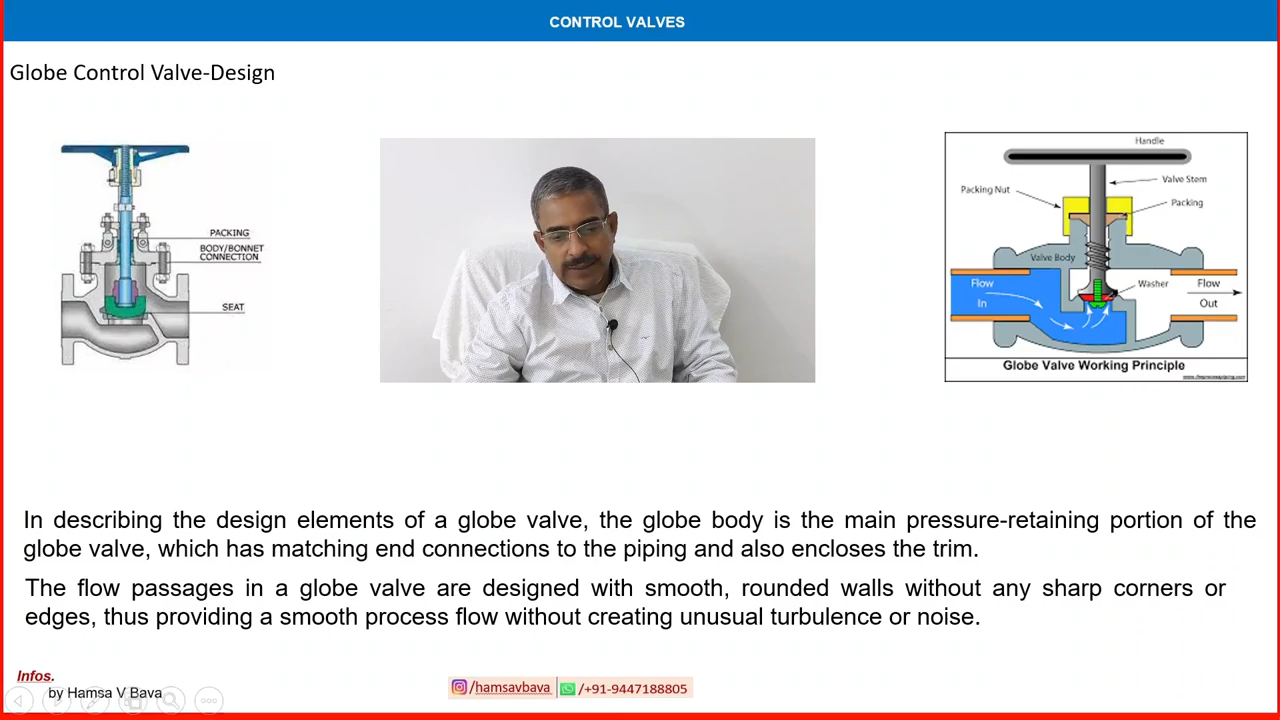 CONTROL VALVES
Globe Control Valve-Design
PACKING
BODY/BONNET
CONNECTION
SEAT
Handle
Valve Stem
Packing Nut
Packing
Valve Body
Washer
Flow
In
Flow
Out
Globe Valve Working Principle
In describing the design elements of a globe valve, the globe body is the main pressure-retaining portion of the
globe valve, which has matching end connections to the piping and also encloses the trim.
The flow passages in a globe valve are designed with smooth, rounded walls without any sharp corners or
edges, thus providing a smooth process flow without creating unusual turbulence or noise.
Infos.
by Hamsa V Bava
/hamsavbava
/+91-9447188805